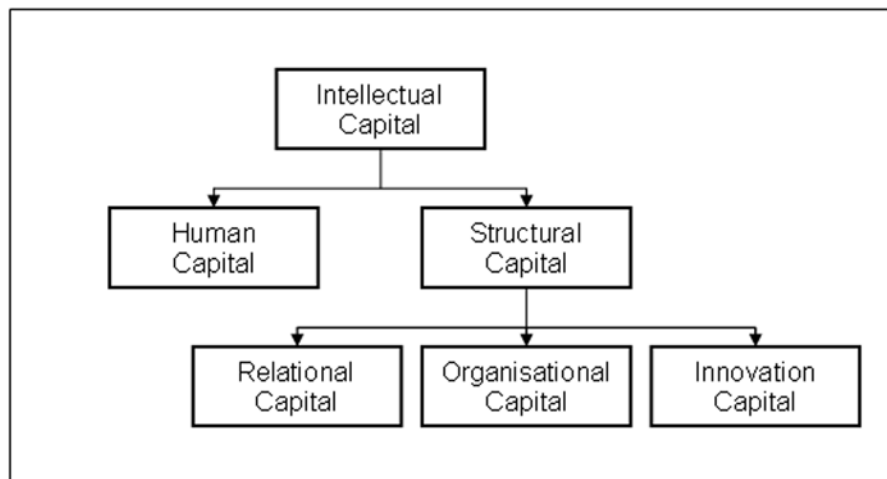 Intellectual
Capital
Human
Capital
Structural
Capital
Relational
Capital
Organisational
Capital
Innovation
Capital